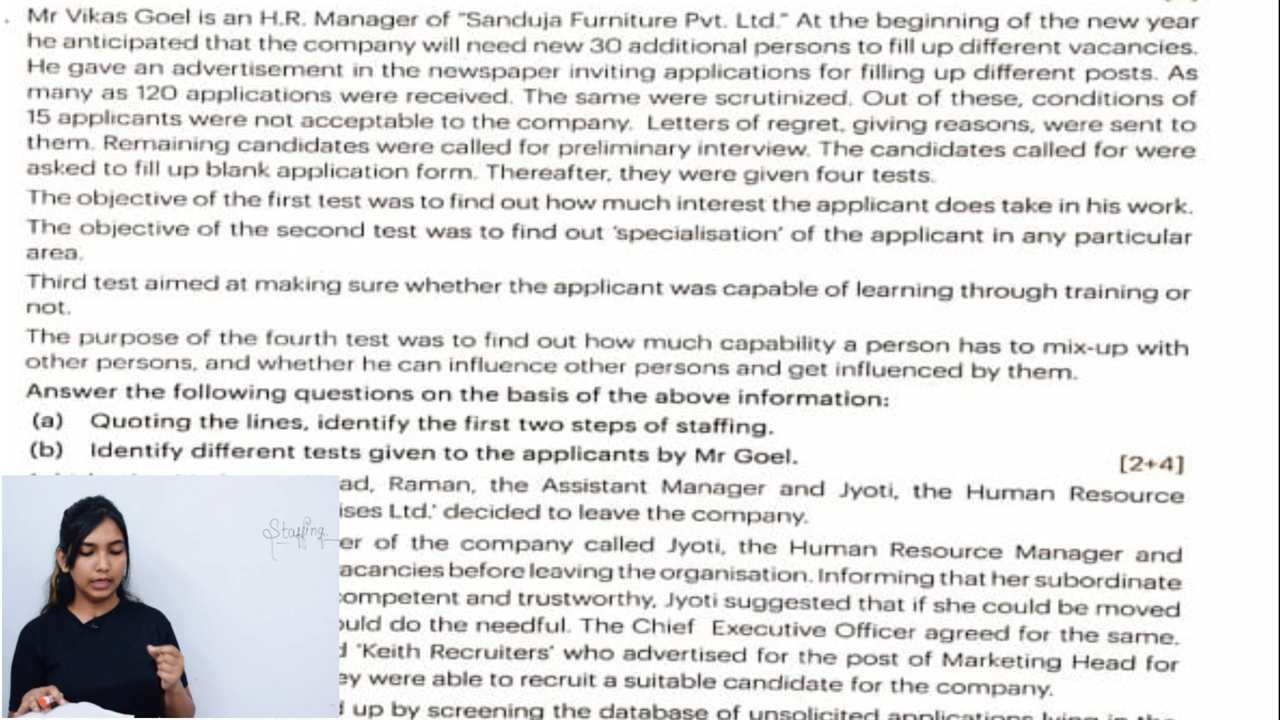 Mr Vikas Goel is an H.R. Manager of "Sanduja Furniture Pvt. Ltd." At the beginning of the new year
he anticipated that the company will need new 30 additional persons to fill up different vacancies.
He gave an advertisement in the newspaper inviting applications for filling up different posts. As
many as 120 applications were received. The same were scrutinized. Out of these, conditions of
15 applicants were not acceptable to the company. Letters of regret, giving reasons, were sent to
them. Remaining candidates were called for preliminary interview. The candidates called for were
asked to fill up blank application form. Thereafter, they were given four tests.
The objective of the first test was to find out how much interest the applicant does take in his work.
The objective of the second test was to find out 'specialisation' of the applicant in any particular
area.
Third test aimed at making sure whether the applicant was capable of learning through training or
not.
The purpose of the fourth test was to find out how much capability a person has to mix-up with
other persons, and whether he can influence other persons and get influenced by them.
Answer the following questions on the basis of the above information:
(a) Quoting the lines, identify the first two steps of staffing.
(b) Identify different tests given to the applicants by Mr Goel. [2+4]
ad, Raman, the Assistant Manager and Jyoti, the Human Resource
ises Ltd.' decided to leave the company.
Staffing
er of the company called Jyoti, the Human Resource Manager and
acancies before leaving the organisation. Informing that her subordinate
ompetent and trustworthy, Jyoti suggested that if she could be moved
uld do the needful. The Chief Executive Officer agreed for the same.
d 'Keith Recruiters' who advertised for the post of Marketing Head for
ey were able to recruit a suitable candidate for the company.
d up by screening the database of unsolicited applications lying in the